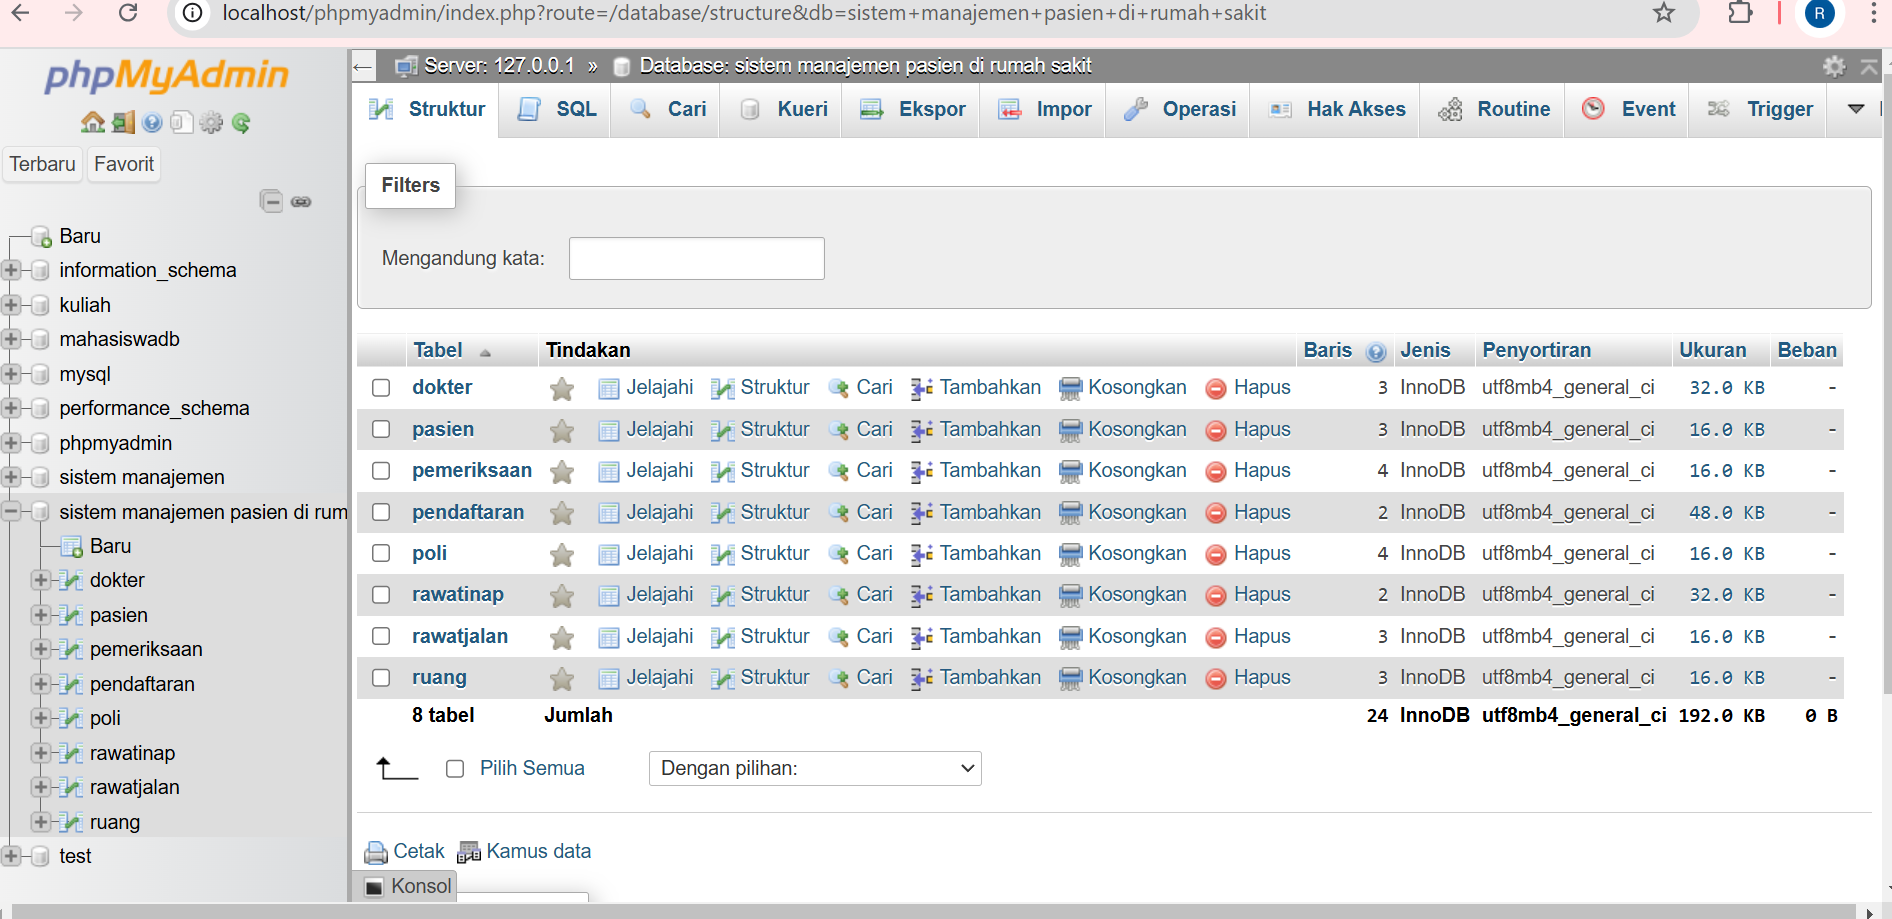 localhost/phpmyadmin/index.php?route=/database/structure&db=sistem+manajemen+pasien+di+rumah+sakit
R
phpMyAdmin
Terbaru Favorit
Baru
information_schema
kuliah
mahasiswadb
mysql
performance_schema
phpmyadmin
sistem manajemen
sistem manajemen pasien di rum
Baru
dokter
pasien
pemeriksaan
pendaftaran
poli
rawatinap
rawatjalan
ruang
test
Server: 127.0.0.1 » Database: sistem manajemen pasien di rumah sakit
Struktur SQL Cari Kueri Ekspor Impor Operasi Hak Akses Routine Event Trigger
Filters
Mengandung kata:
Tabel Tindakan Baris Jenis Penyortiran Ukuran Beban
dokter Jelajahi Struktur Cari Tambahkan Kosongkan Hapus 3 InnoDB utf8mb4_general_ci 32.0 KB -
pasien Jelajahi Struktur Cari Tambahkan Kosongkan Hapus 3 InnoDB utf8mb4_general_ci 16.0 KB -
pemeriksaan Jelajahi Struktur Cari Tambahkan Kosongkan Hapus 4 InnoDB utf8mb4_general_ci 16.0 KB -
pendaftaran Jelajahi Struktur Cari Tambahkan Kosongkan Hapus 2 InnoDB utf8mb4_general_ci 48.0 KB -
poli Jelajahi Struktur Cari Tambahkan Kosongkan Hapus 4 InnoDB utf8mb4_general_ci 16.0 KB -
rawatinap Jelajahi Struktur Cari Tambahkan Kosongkan Hapus 2 InnoDB utf8mb4_general_ci 32.0 KB -
rawatjalan Jelajahi Struktur Cari Tambahkan Kosongkan Hapus 3 InnoDB utf8mb4_general_ci 16.0 KB -
ruang Jelajahi Struktur Cari Tambahkan Kosongkan Hapus 3 InnoDB utf8mb4_general_ci 16.0 KB -
8 tabel Jumlah 24 InnoDB utf8mb4_general_ci 192.0 KB 0 B
Pilih Semua Dengan pilihan:
Cetak Kamus data
Konsol